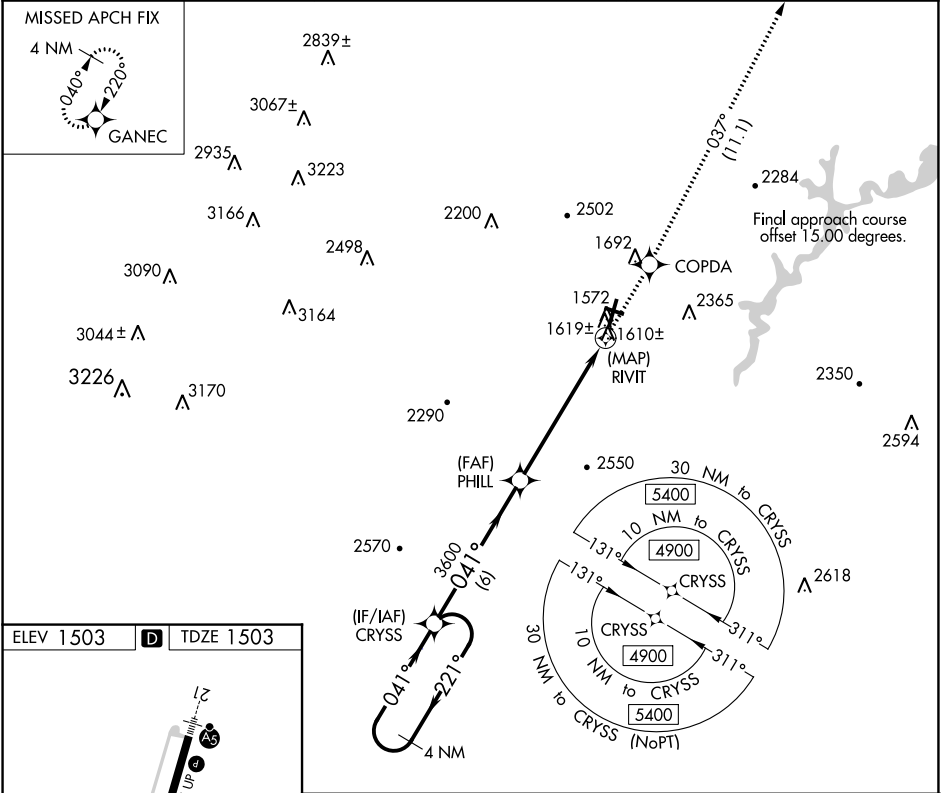 MISSED APCH FIX
4 NM
040°
220°
GANEC
2839±
3067±
2935
3223
3166
2200
2502
2498
3090
3164
3044±
3226
3170
037°
(11.1)
2284
Final approach course
offset 15.00 degrees.
1692
COPDA
1572
2365
1619±
1610±
(MAP)
RIVIT
2350
2290
2594
(FAF)
PHILL
2550
2570
3600
041°
(6)
(IF/IAF)
CRYSS
041°
221°
4 NM
30 NM to CRYSS
5400
10 NM to CRYSS
4900
131°
CRYSS
311°
2618
131°
CRYSS
311°
4900
10 NM to CRYSS
5400
30 NM to CRYSS (NoPT)
ELEV 1503
D
TDZE 1503
21
A5
UP